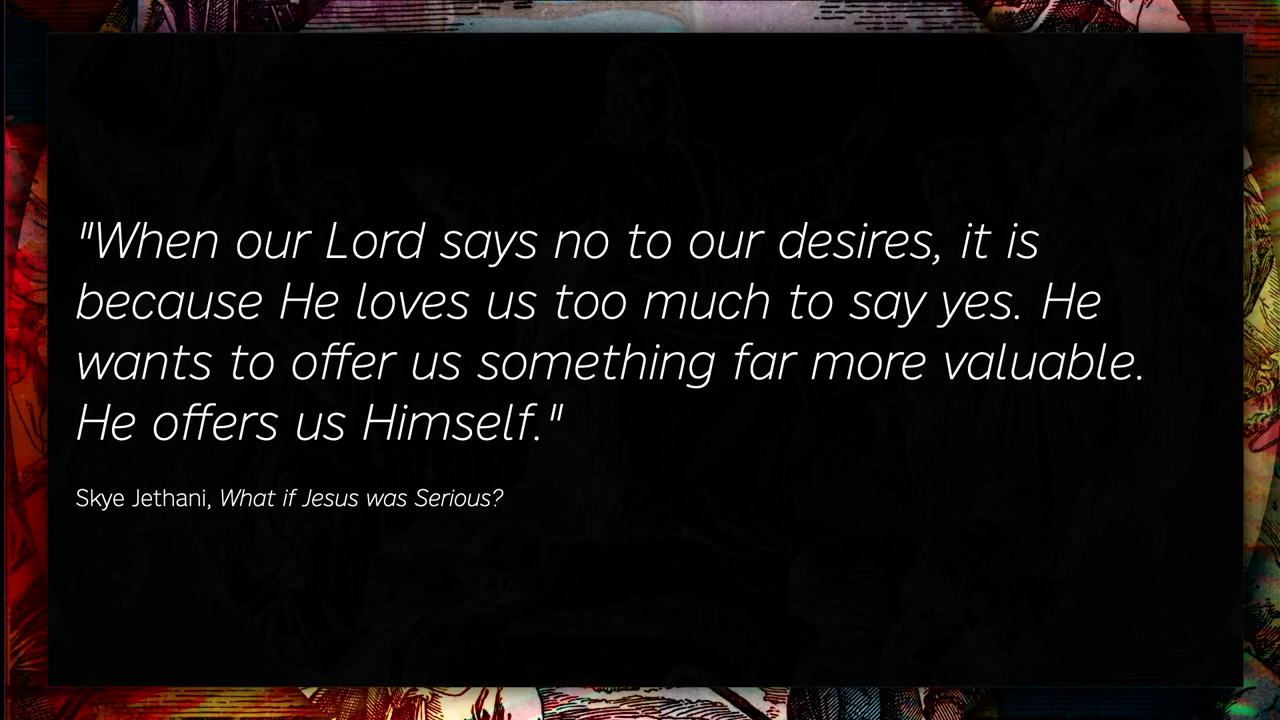 "When our Lord says no to our desires, it is
because He loves us too much to say yes. He
wants to offer us something far more valuable.
He offers us Himself."
Skye Jethani, What if Jesus was Serious?